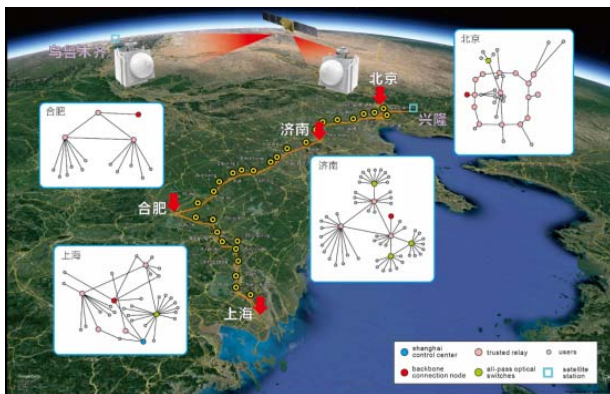 乌鲁木齐
北京
北京
合肥
济南
兴隆
济南
合肥
上海
上海
shanghai
control center
trusted relay
users
backbone
connection node
all-pass optical
switches
satellite
station